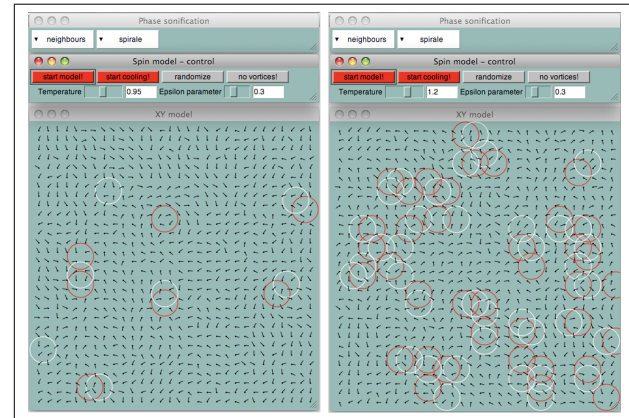 Phase sonification
neighbours spirale
Spin model – control
start model! start cooling! randomize no vortices!
Temperature 0.95 Epsilon parameter 0.3
XY model
Phase sonification
neighbours spirale
Spin model – control
start model! start cooling! randomize no vortices!
Temperature 1.2 Epsilon parameter 0.3
XY model